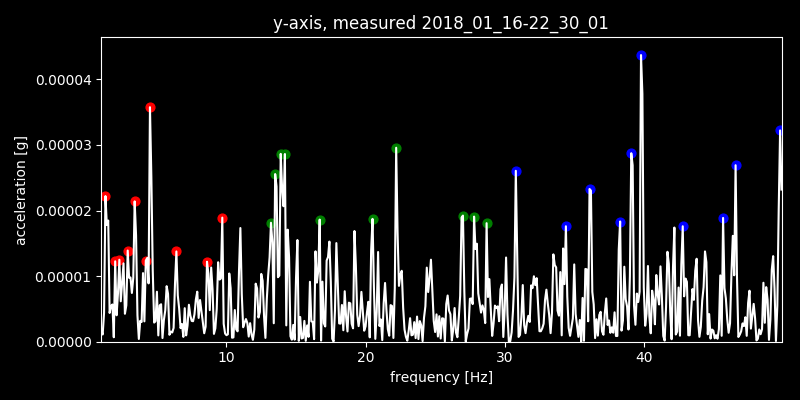 y-axis, measured 2018_01_16-22_30_01
acceleration [g]
0.00004
0.00003
0.00002
0.00001
0.00000
10 20 30 40
frequency [Hz]